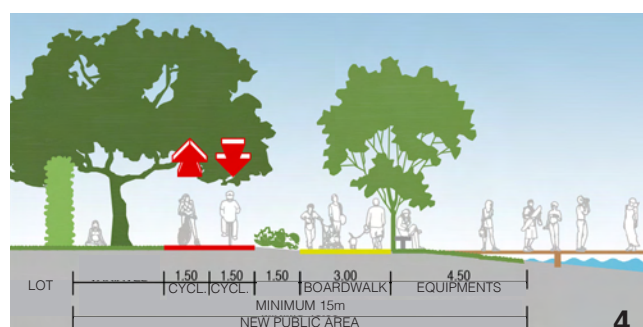 1.50 1.50 1.50 3.00 4.50
LOT CYCL. CYCL. BOARDWALK EQUIPMENTS
MINIMUM 15m
NEW PUBLIC AREA
4